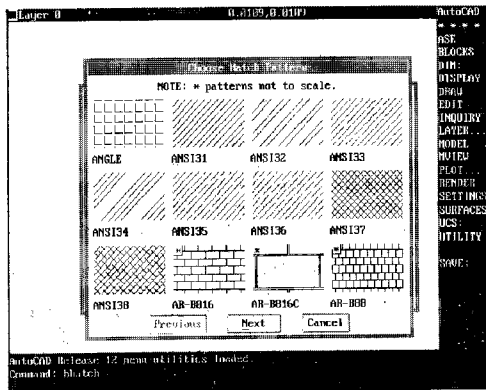 Layer 0 0.0109,0.0109 AutoCAD
* * * *
ASE
BLOCKS
DIM:
DISPLAY
DRAW
EDIT
INQUIRY
LAYER...
MODEL
MVIEW
PLOT...
RENDER
SETTINGS
SURFACES
UCS:
UTILITY
SAVE:
Choose Hatch Pattern
NOTE: * patterns not to scale.
ANGLE ANSI31 ANSI32 ANSI33
ANSI34 ANSI35 ANSI36 ANSI37
* * *
ANSI38 AR-B816 AR-B816C AR-B88
Previous Next Cancel
AutoCAD Release 12 menu utilities loaded.
Command: bhatch